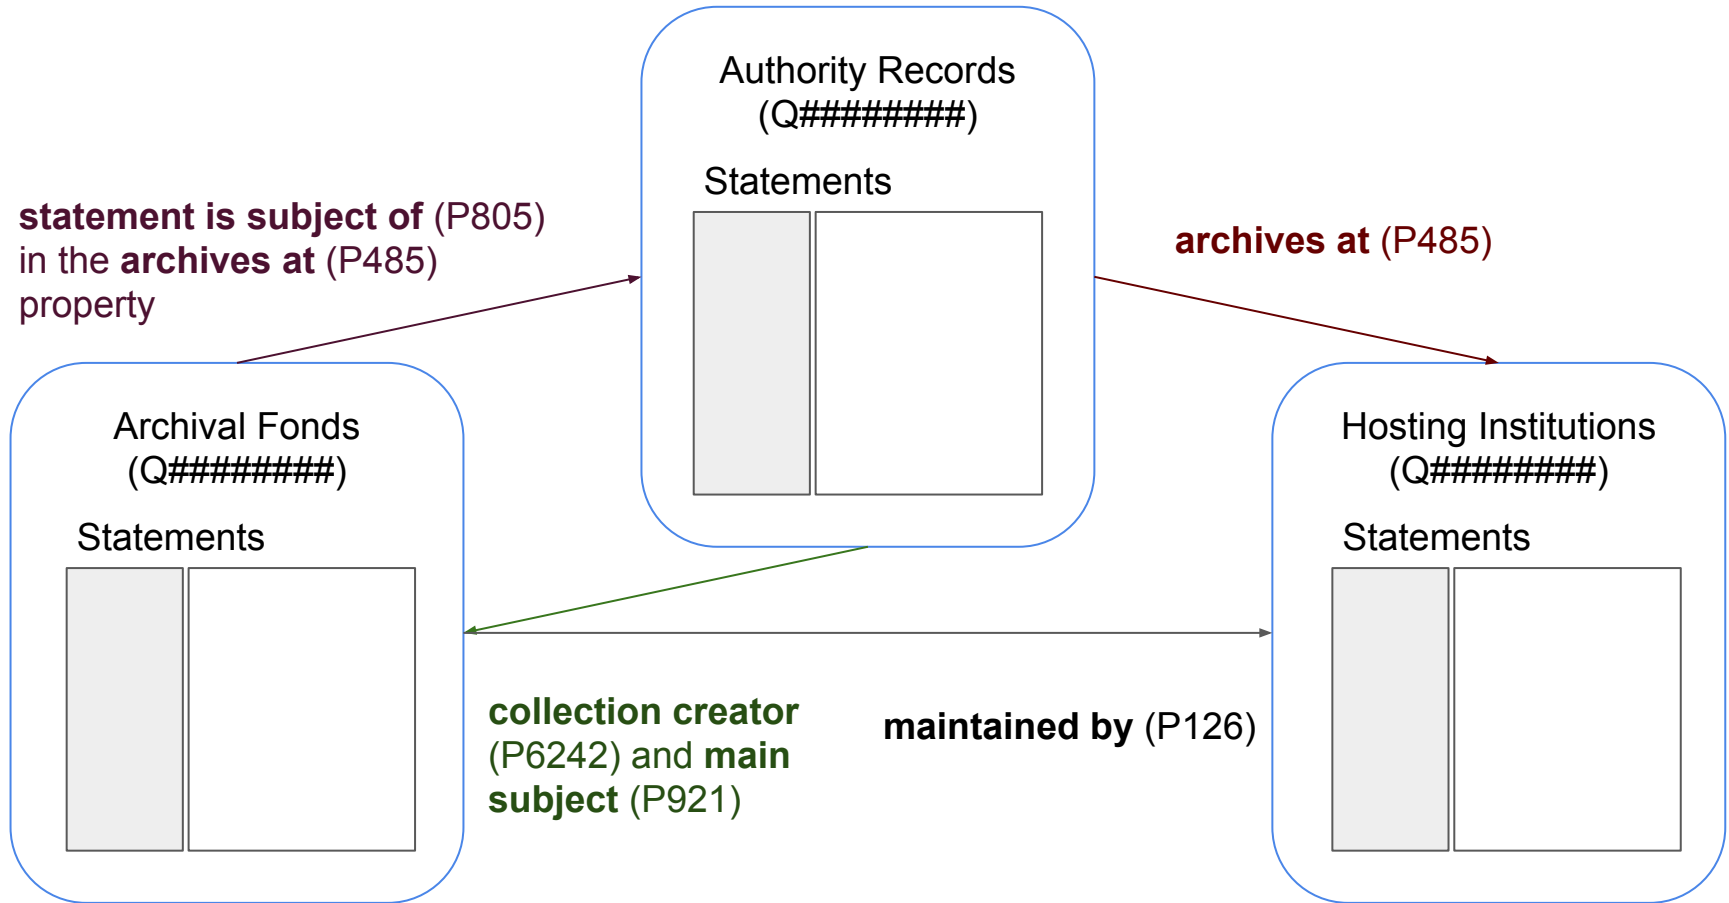 Authority Records
(Q########)
Statements
statement is subject of (P805)
in the archives at (P485)
property
archives at (P485)
Archival Fonds
(Q########)
Statements
Hosting Institutions
(Q########)
Statements
collection creator
(P6242) and main
subject (P921)
maintained by (P126)